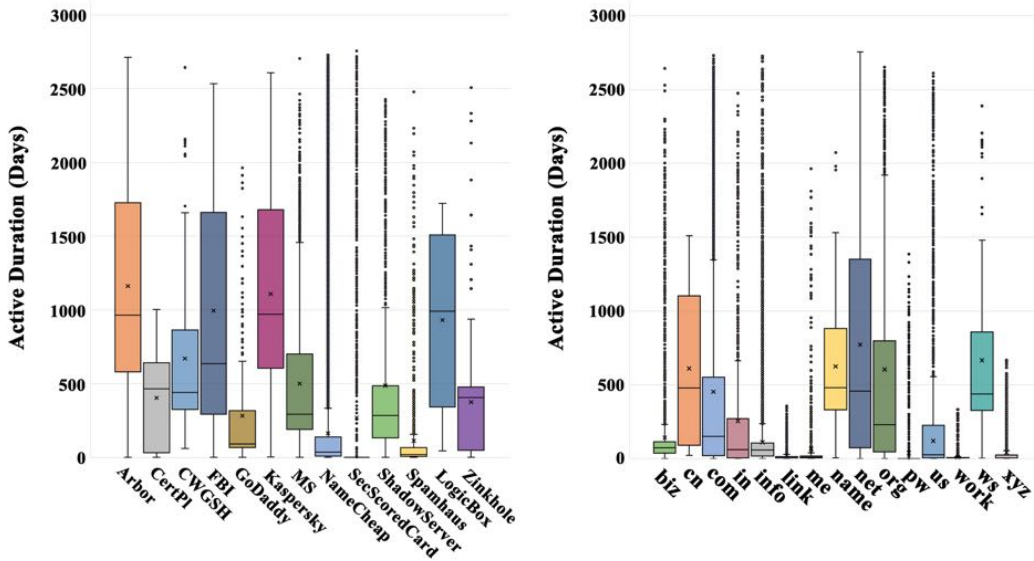 3000
2500
2000
1500
1000
500
0
Active Duration (Days)
Arbor
CertPl
CWGSH
FBI
GoDaddy
Kaspersky
MS
NameCheap
SecScoredCard
ShadowServer
Spamhaus
LogicBox
Zinkhole
3000
2500
2000
1500
1000
500
0
Active Duration (Days)
biz
cn
com
in
info
link
me
name
net
org
pw
us
work
ws
xyz